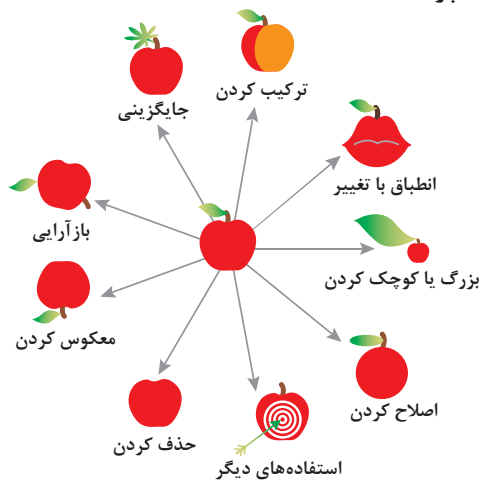 ترکیب کردن
جایگزینی
انطباق با تغییر
بازآرایی
بزرگ یا کوچک کردن
معکوس کردن
اصلاح کردن
حذف کردن
استفاده‌های دیگر